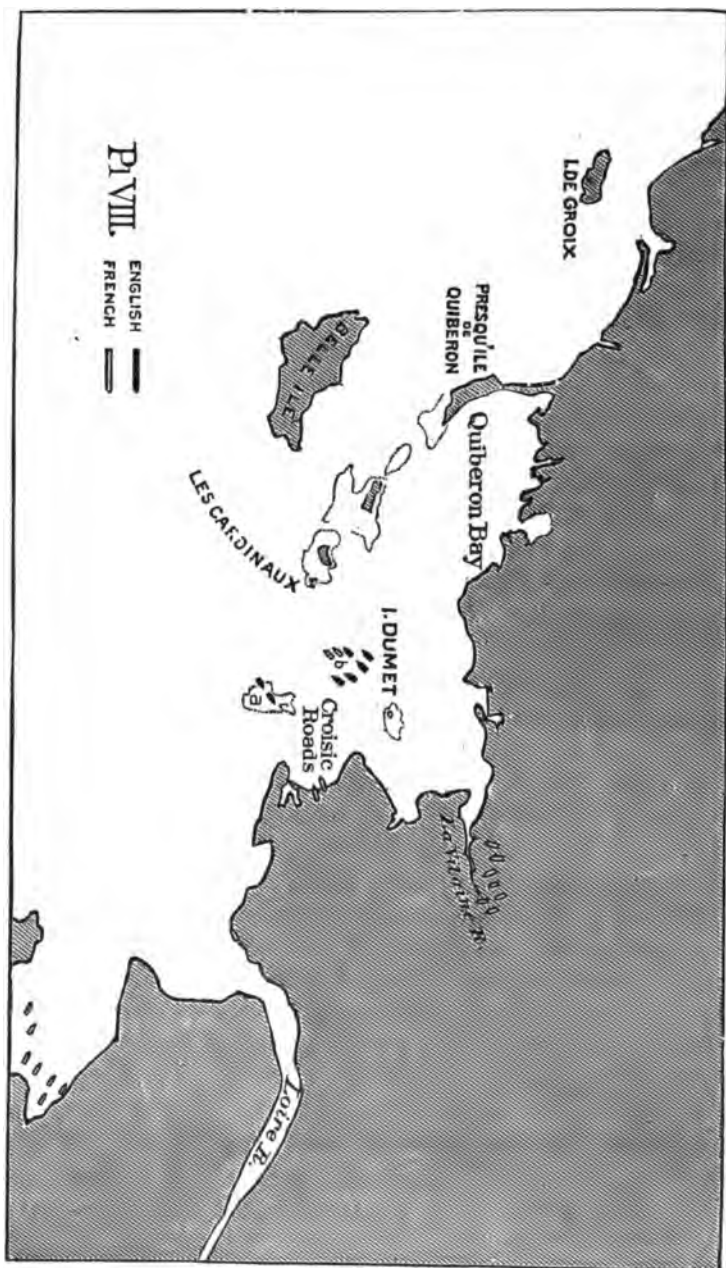 I. DE GROIX
PRESQU'ILE
DE
QUIBERON
Quiberon Bay
BELLE ILE
LES CARDINAUX
I. DUMET
b
a
Croisic
Roads
La Vilaine R.
Loire R.
Pl VIII.
ENGLISH
FRENCH